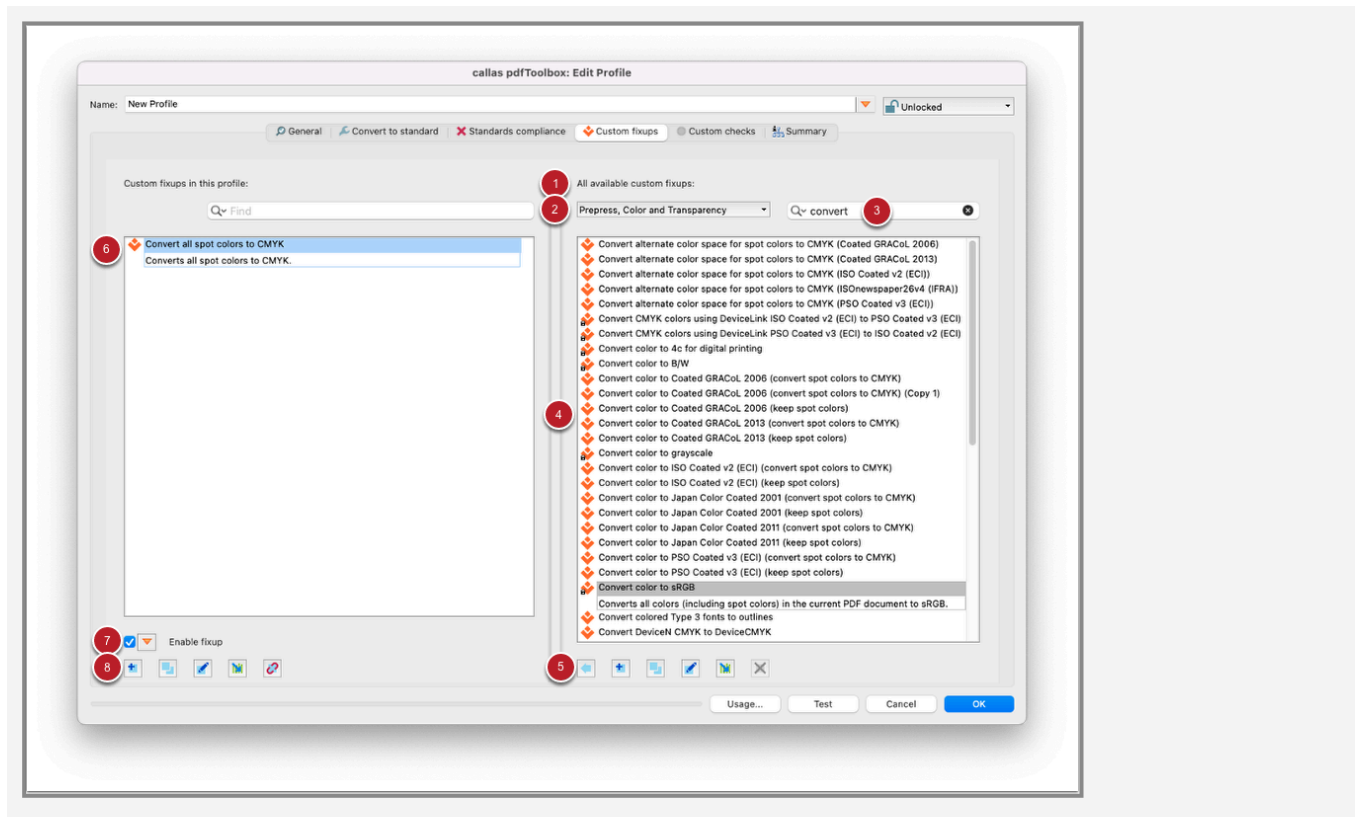 callas pdfToolbox: Edit Profile
Name: New Profile Unlocked
General Convert to standard Standards compliance Custom fixups Custom checks Summary
Custom fixups in this profile:
1 All available custom fixups:
Find
2 Prepress, Color and Transparency convert 3
6 Convert all spot colors to CMYK
Converts all spot colors to CMYK.
Convert alternate color space for spot colors to CMYK (Coated GRACoL 2006)
Convert alternate color space for spot colors to CMYK (Coated GRACoL 2013)
Convert alternate color space for spot colors to CMYK (ISO Coated v2 (ECI))
Convert alternate color space for spot colors to CMYK (ISOnewspaper26v4 (IFRA))
Convert alternate color space for spot colors to CMYK (PSO Coated v3 (ECI))
Convert CMYK colors using DeviceLink ISO Coated v2 (ECI) to PSO Coated v3 (ECI)
Convert CMYK colors using DeviceLink PSO Coated v3 (ECI) to ISO Coated v2 (ECI)
Convert color to 4c for digital printing
Convert color to B/W
Convert color to Coated GRACoL 2006 (convert spot colors to CMYK)
Convert color to Coated GRACoL 2006 (convert spot colors to CMYK) (Copy 1)
4 Convert color to Coated GRACoL 2006 (keep spot colors)
Convert color to Coated GRACoL 2013 (convert spot colors to CMYK)
Convert color to Coated GRACoL 2013 (keep spot colors)
Convert color to grayscale
Convert color to ISO Coated v2 (ECI) (convert spot colors to CMYK)
Convert color to ISO Coated v2 (ECI) (keep spot colors)
Convert color to Japan Color Coated 2001 (convert spot colors to CMYK)
Convert color to Japan Color Coated 2001 (keep spot colors)
Convert color to Japan Color Coated 2011 (convert spot colors to CMYK)
Convert color to Japan Color Coated 2011 (keep spot colors)
Convert color to PSO Coated v3 (ECI) (convert spot colors to CMYK)
Convert color to PSO Coated v3 (ECI) (keep spot colors)
Convert color to sRGB
Converts all colors (including spot colors) in the current PDF document to sRGB.
Convert colored Type 3 fonts to outlines
Convert DeviceN CMYK to DeviceCMYK
7 Enable fixup
8
5
Usage... Test Cancel OK